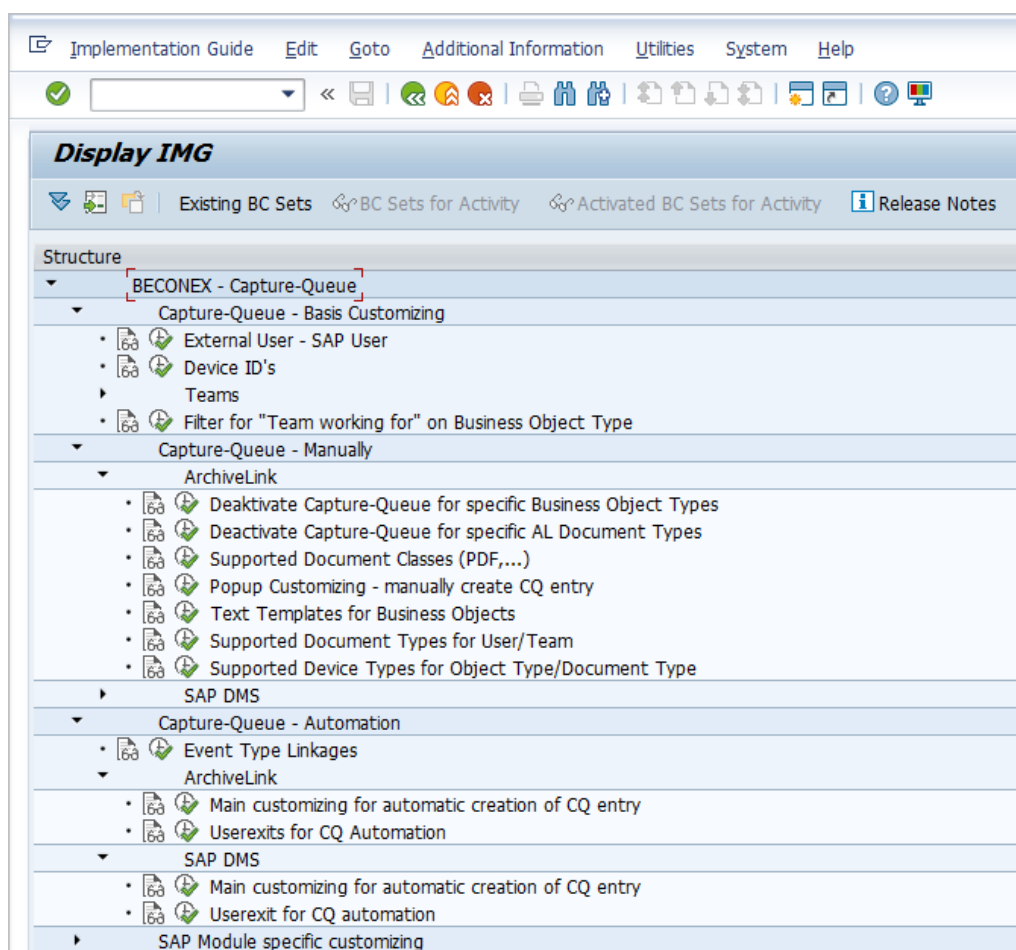 Implementation Guide Edit Goto Additional Information Utilities System Help
Display IMG
Existing BC Sets BC Sets for Activity Activated BC Sets for Activity Release Notes
Structure
BECONEX - Capture-Queue
Capture-Queue - Basis Customizing
External User - SAP User
Device ID's
Teams
Filter for "Team working for" on Business Object Type
Capture-Queue - Manually
ArchiveLink
Deaktivate Capture-Queue for specific Business Object Types
Deactivate Capture-Queue for specific AL Document Types
Supported Document Classes (PDF,...)
Popup Customizing - manually create CQ entry
Text Templates for Business Objects
Supported Document Types for User/Team
Supported Device Types for Object Type/Document Type
SAP DMS
Capture-Queue - Automation
Event Type Linkages
ArchiveLink
Main customizing for automatic creation of CQ entry
Userexits for CQ Automation
SAP DMS
Main customizing for automatic creation of CQ entry
Userexit for CQ automation
SAP Module specific customizing